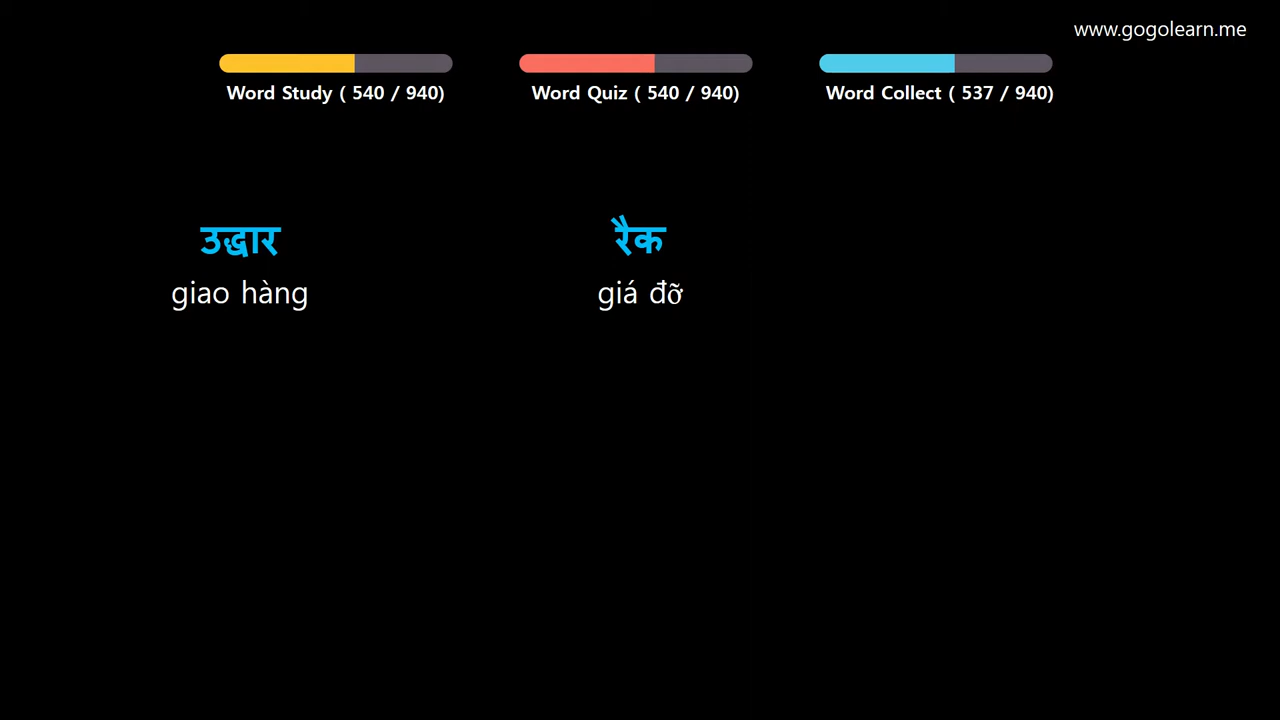 www.gogolearn.me
Word Study ( 540 / 940)
Word Quiz ( 540 / 940)
Word Collect ( 537 / 940)
उद्धार
giao hàng
रैक
giá đỡ